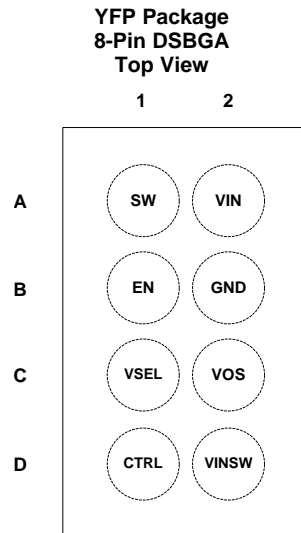 YFP Package
8-Pin DSBGA
Top View
1 2
A SW VIN
B EN GND
C VSEL VOS
D CTRL VINSW